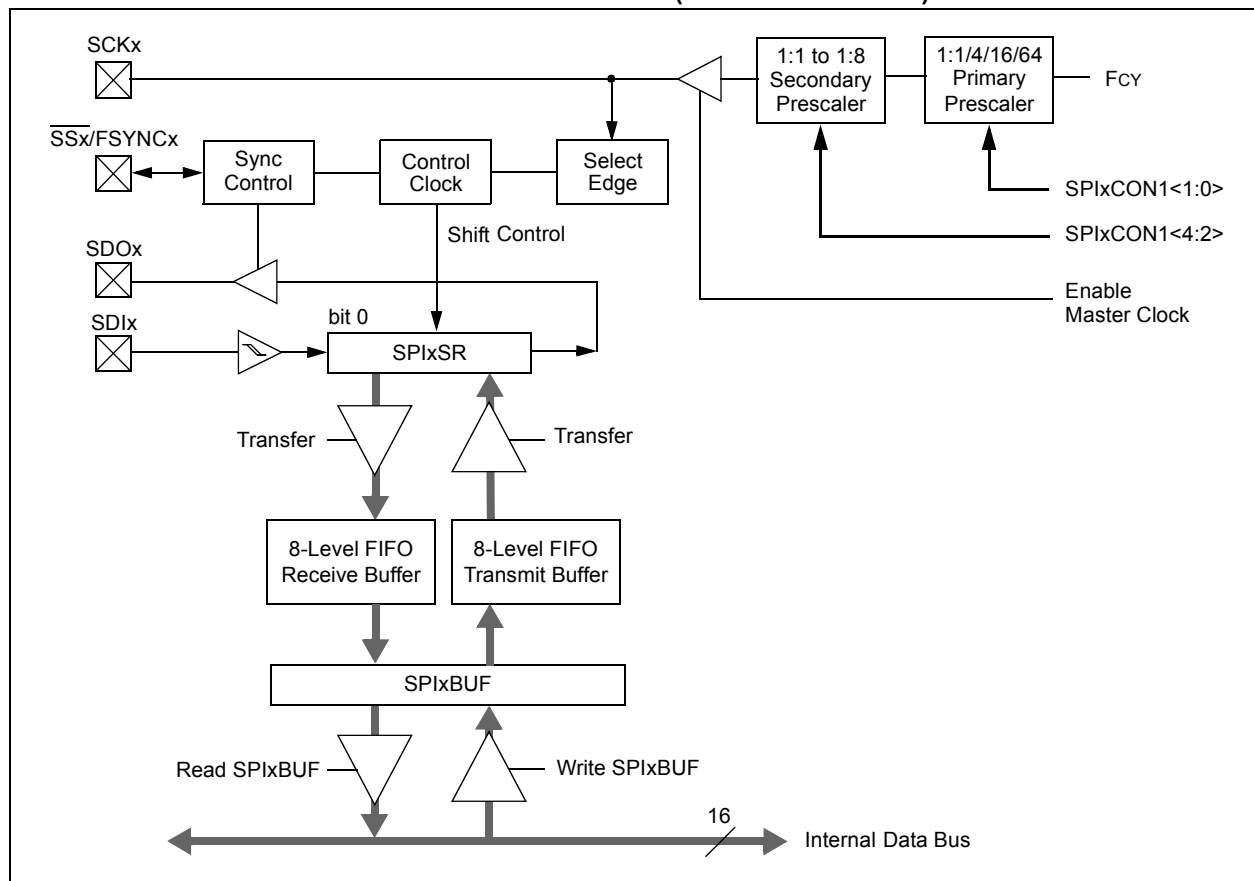 SCKx
1:1 to 1:8
Secondary
Prescaler
1:1/4/16/64
Primary
Prescaler
FCY
SSx/FSYNCx
Sync
Control
Control
Clock
Select
Edge
SPIxCON1<1:0>
Shift Control
SPIxCON1<4:2>
SDOx
Enable
Master Clock
bit 0
SDIx
SPIxSR
Transfer
Transfer
8-Level FIFO
Receive Buffer
8-Level FIFO
Transmit Buffer
SPIxBUF
Read SPIxBUF
Write SPIxBUF
16
Internal Data Bus